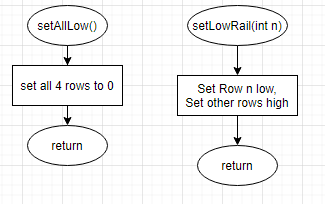 setAllLow()
set all 4 rows to 0
return
setLowRail(int n)
Set Row n low,
Set other rows high
return